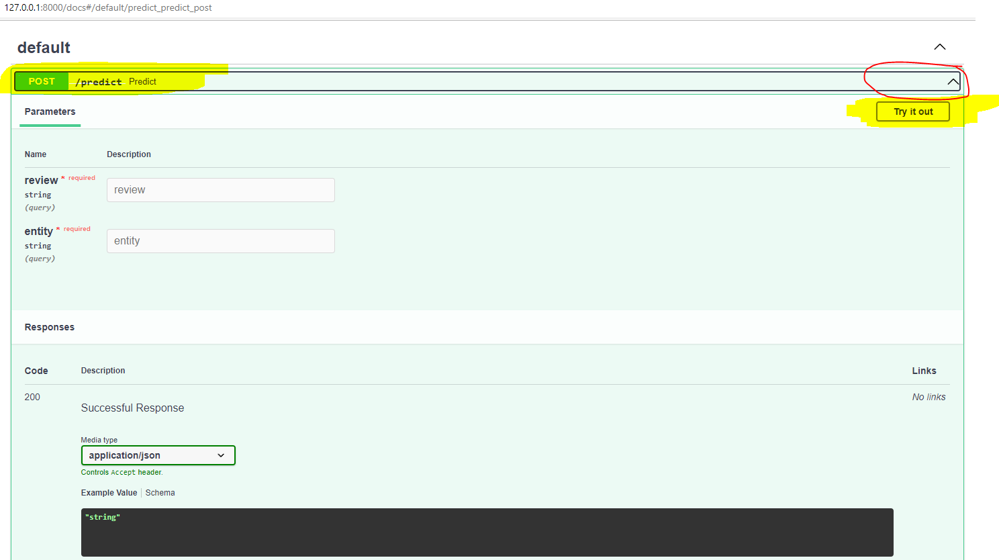 127.0.0.1:8000/docs#/default/predict_predict_post
default
POST /predict Predict
Parameters
Try it out
Name Description
review * required
string
(query)
review
entity * required
string
(query)
entity
Responses
Code Description Links
200
Successful Response
No links
Media type
application/json
Controls Accept header.
Example Value | Schema
"string"